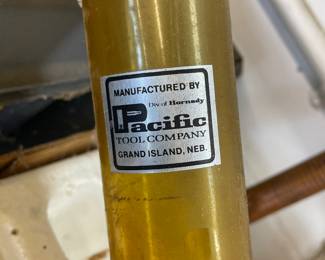 MANUFACTURED BY
Div. of Hornady
Pacific
TOOL COMPANY
GRAND ISLAND, NEB.